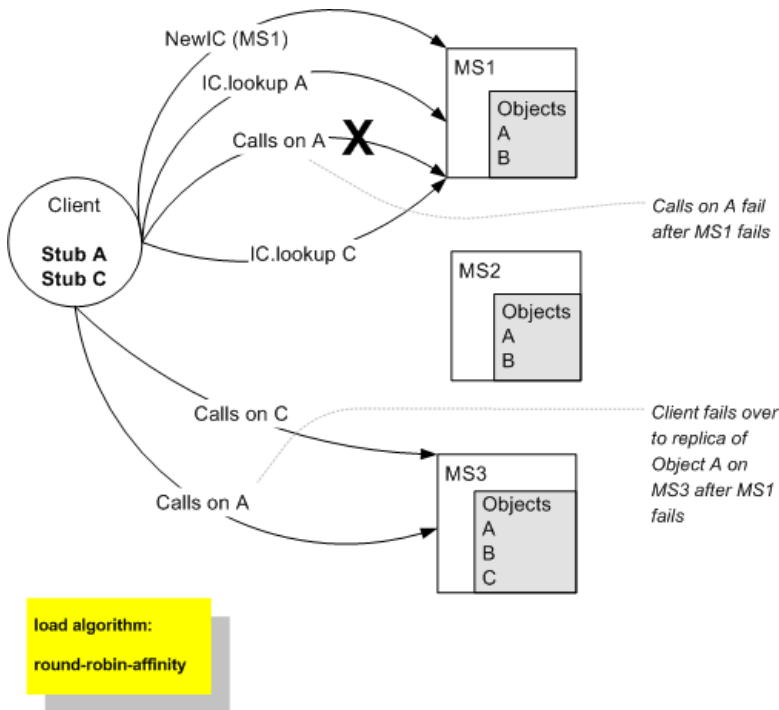 NewIC (MS1)
IC.lookup A
Calls on A
X
IC.lookup C
Client
Stub A
Stub C
MS1
Objects
A
B
Calls on A fail
after MS1 fails
MS2
Objects
A
B
Calls on C
Calls on A
Client fails over
to replica of
Object A on
MS3 after MS1
fails
MS3
Objects
A
B
C
load algorithm:
round-robin-affinity